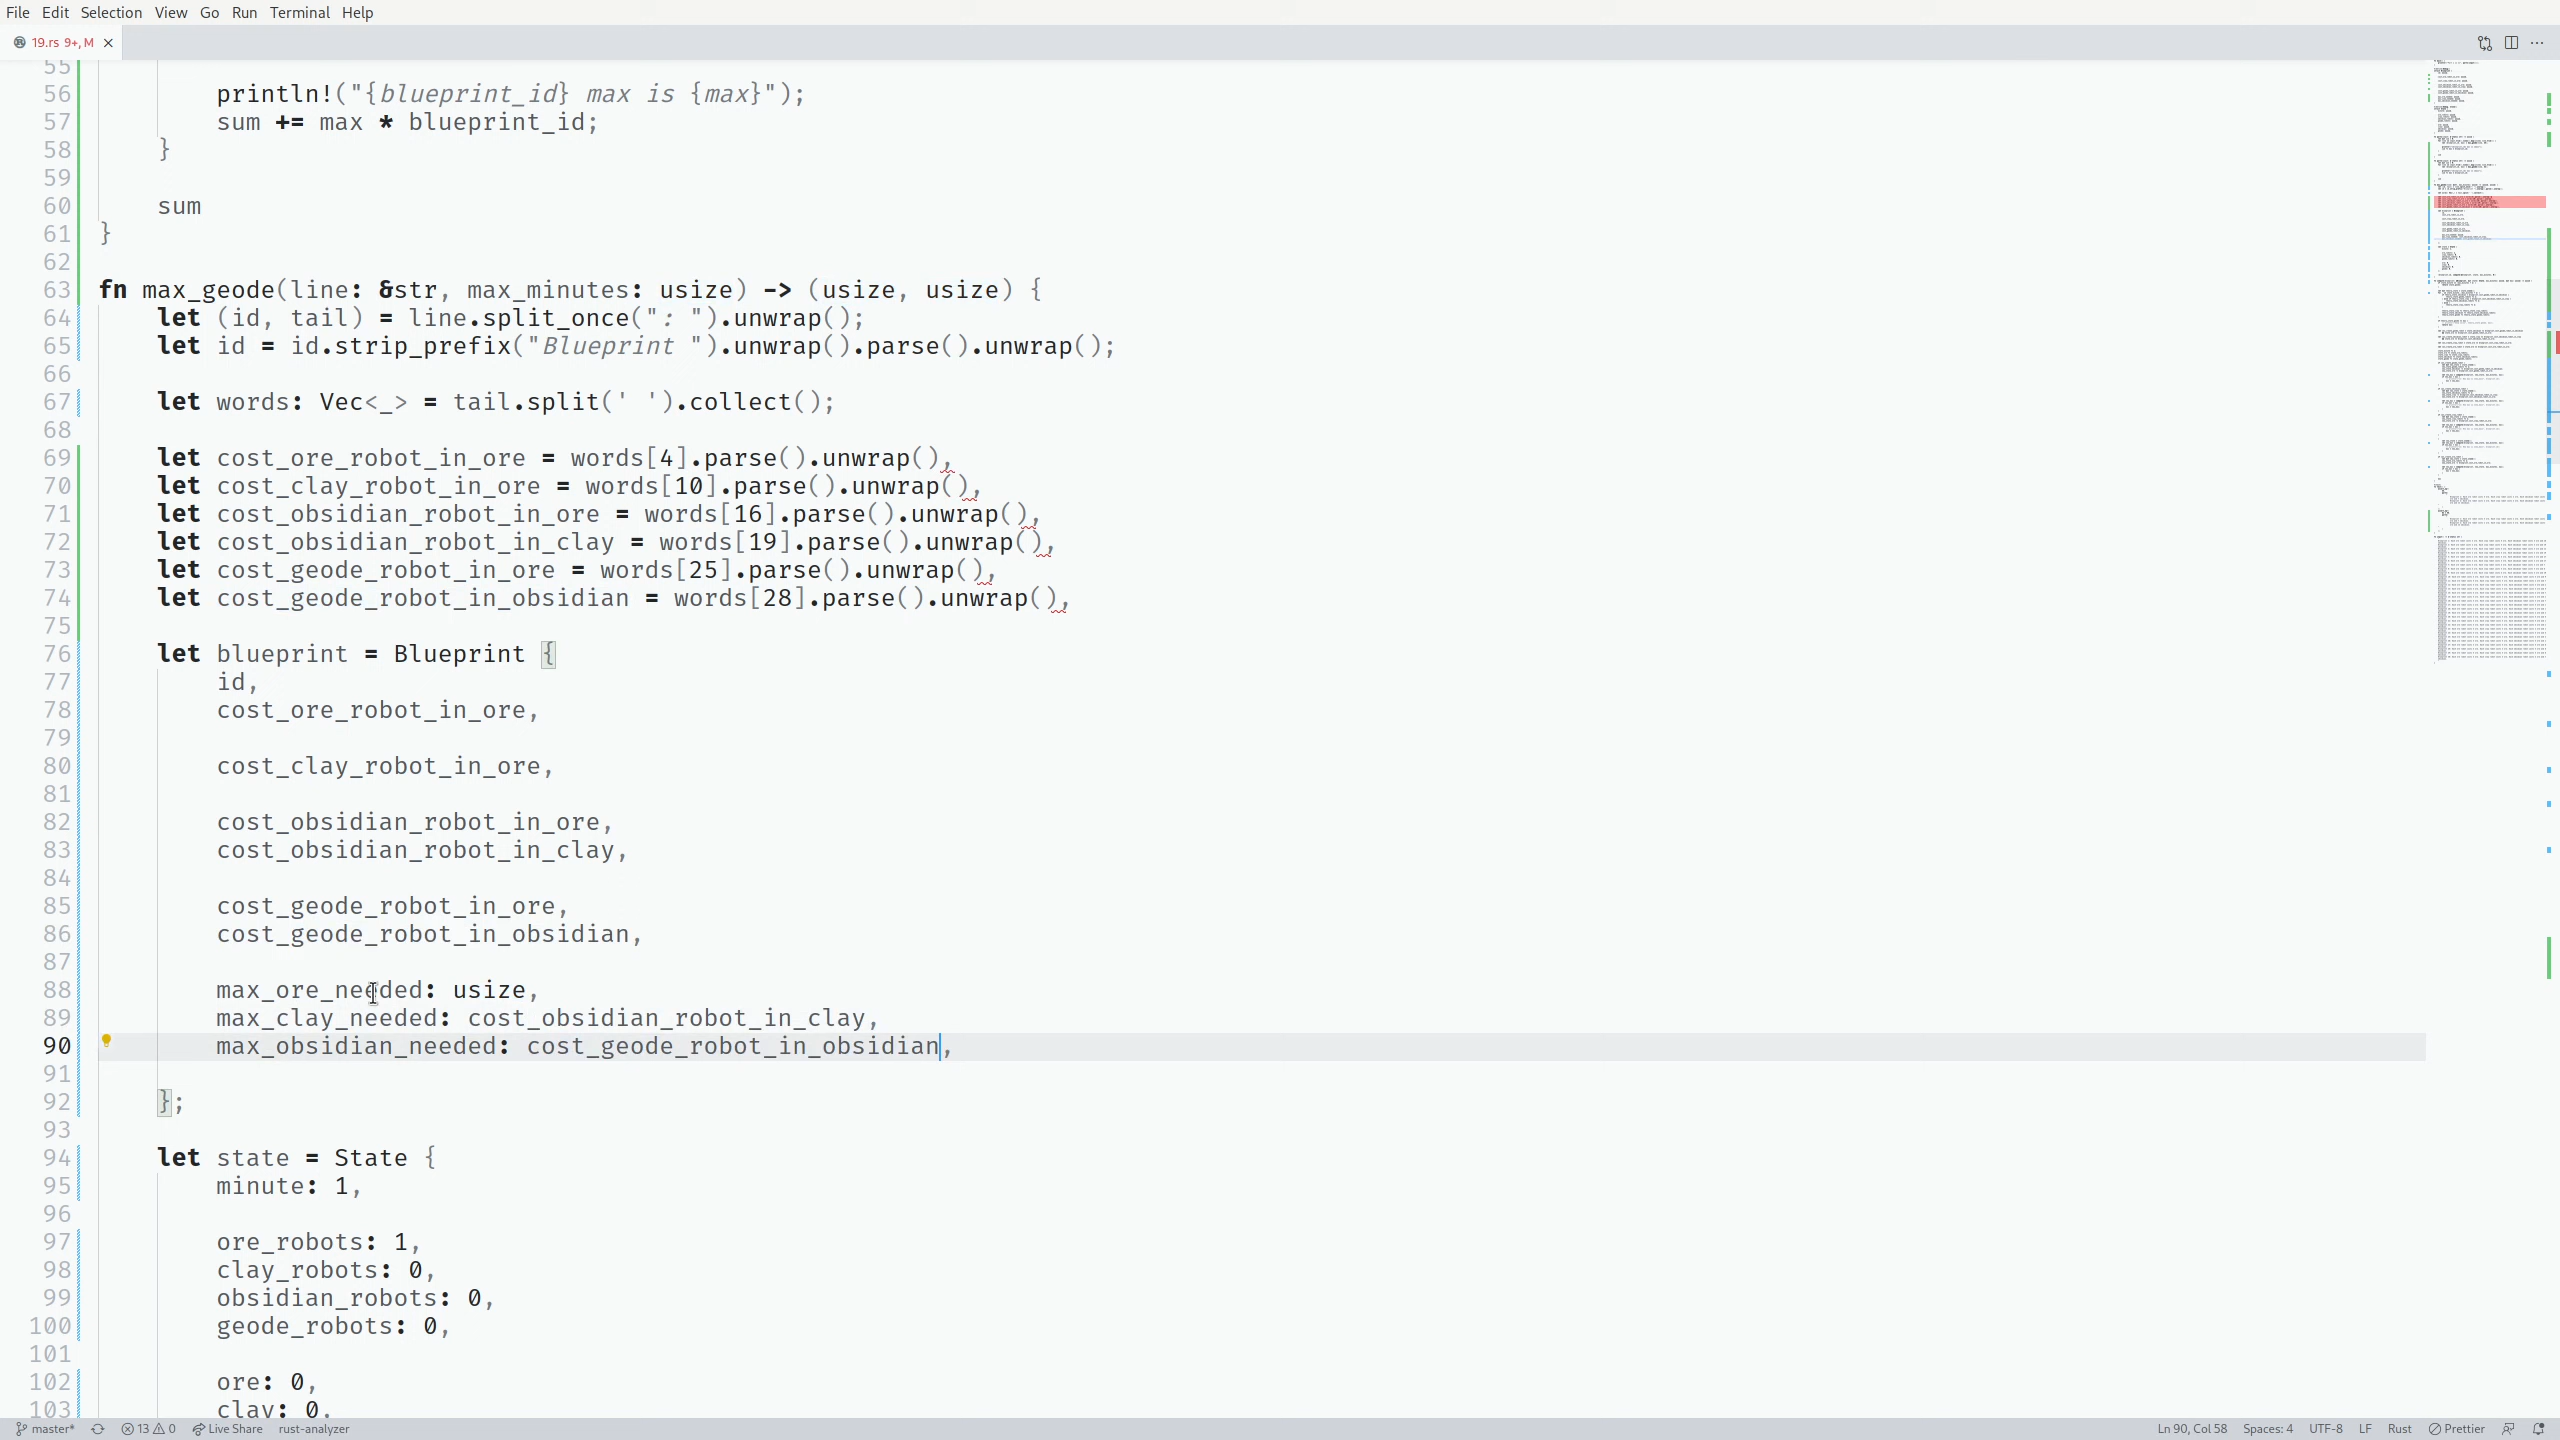 File Edit Selection View Go Run Terminal Help
19.rs 9+, M
55
56 println!("{blueprint_id} max is {max}");
57 sum += max * blueprint_id;
58 }
59
60 sum
61 }
62
63 fn max_geode(line: &str, max_minutes: usize) -> (usize, usize) {
64 let (id, tail) = line.split_once(": ").unwrap();
65 let id = id.strip_prefix("Blueprint ").unwrap().parse().unwrap();
66
67 let words: Vec<_> = tail.split(' ').collect();
68
69 let cost_ore_robot_in_ore = words[4].parse().unwrap(),
70 let cost_clay_robot_in_ore = words[10].parse().unwrap(),
71 let cost_obsidian_robot_in_ore = words[16].parse().unwrap(),
72 let cost_obsidian_robot_in_clay = words[19].parse().unwrap(),
73 let cost_geode_robot_in_ore = words[25].parse().unwrap(),
74 let cost_geode_robot_in_obsidian = words[28].parse().unwrap(),
75
76 let blueprint = Blueprint {
77 id,
78 cost_ore_robot_in_ore,
79
80 cost_clay_robot_in_ore,
81
82 cost_obsidian_robot_in_ore,
83 cost_obsidian_robot_in_clay,
84
85 cost_geode_robot_in_ore,
86 cost_geode_robot_in_obsidian,
87
88 max_ore_needed: usize,
89 max_clay_needed: cost_obsidian_robot_in_clay,
90 max_obsidian_needed: cost_geode_robot_in_obsidian,
91
92 };
93
94 let state = State {
95 minute: 1,
96
97 ore_robots: 1,
98 clay_robots: 0,
99 obsidian_robots: 0,
100 geode_robots: 0,
101
102 ore: 0,
103 clay: 0,
master* 13 0 Live Share rust-analyzer Ln 90, Col 58 Spaces: 4 UTF-8 LF Rust Prettier